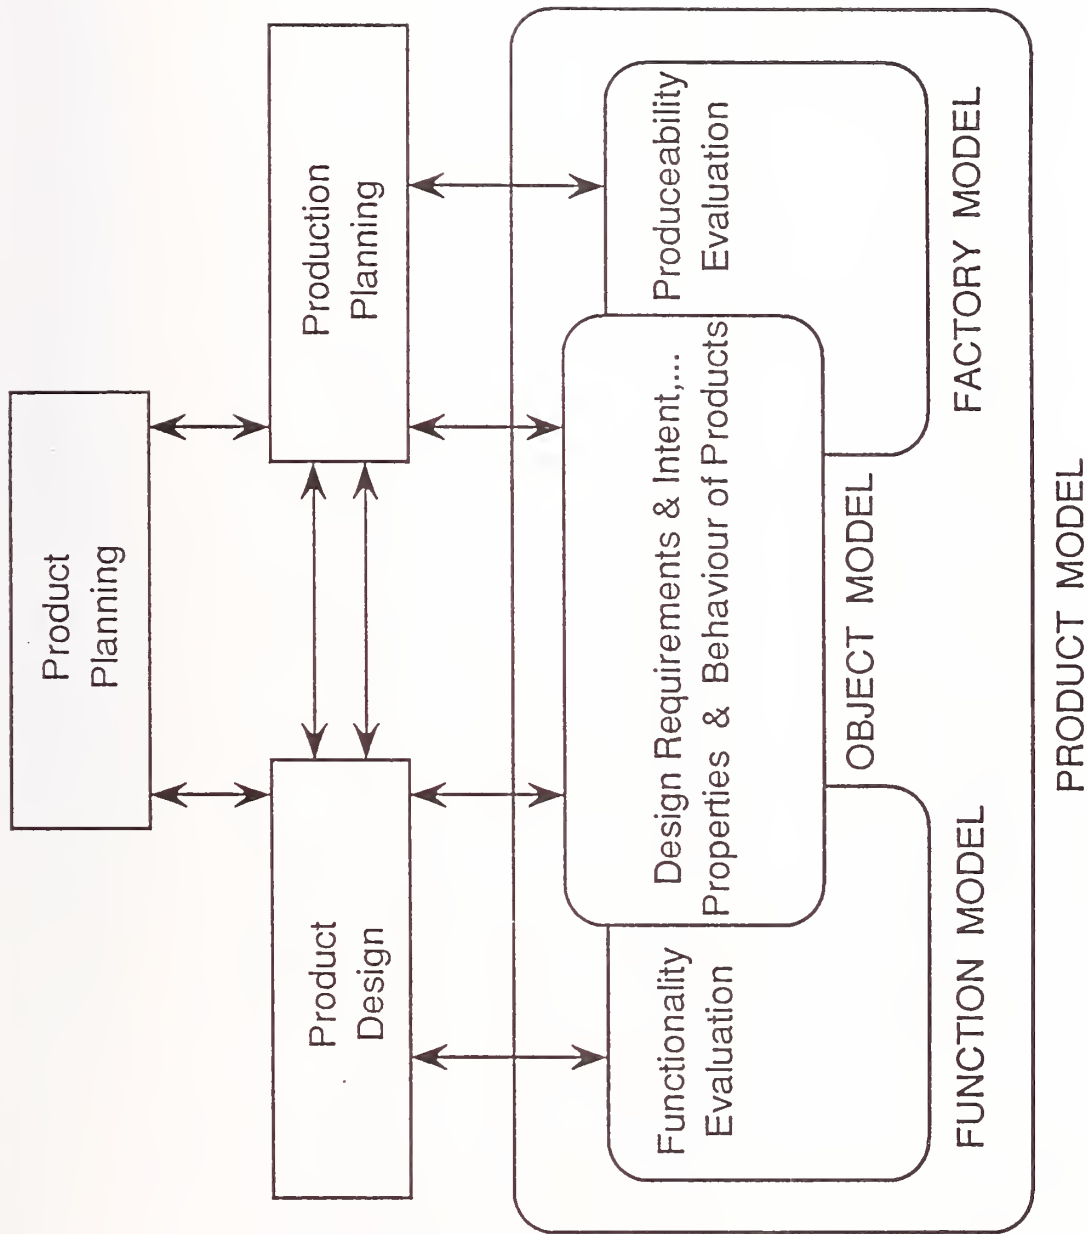 Product
Planning
Product
Design
Production
Planning
Functionality
Evaluation
Design Requirements & Intent,...
Properties & Behaviour of Products
Produceability
Evaluation
OBJECT MODEL
FUNCTION MODEL
FACTORY MODEL
PRODUCT MODEL